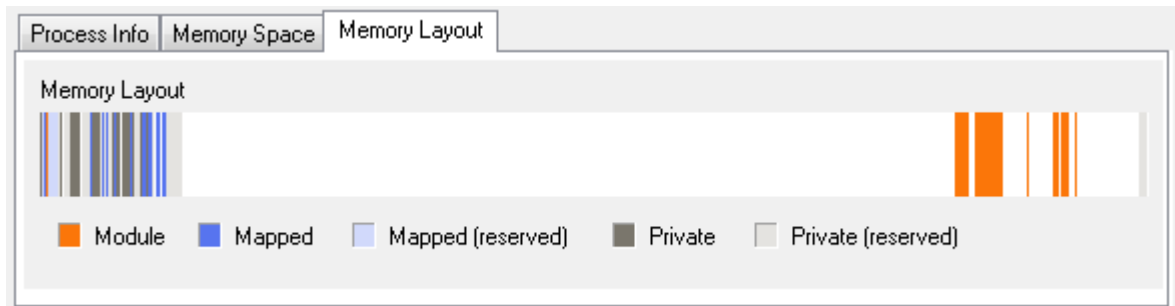 Process Info Memory Space Memory Layout
Memory Layout
Module Mapped Mapped (reserved) Private Private (reserved)